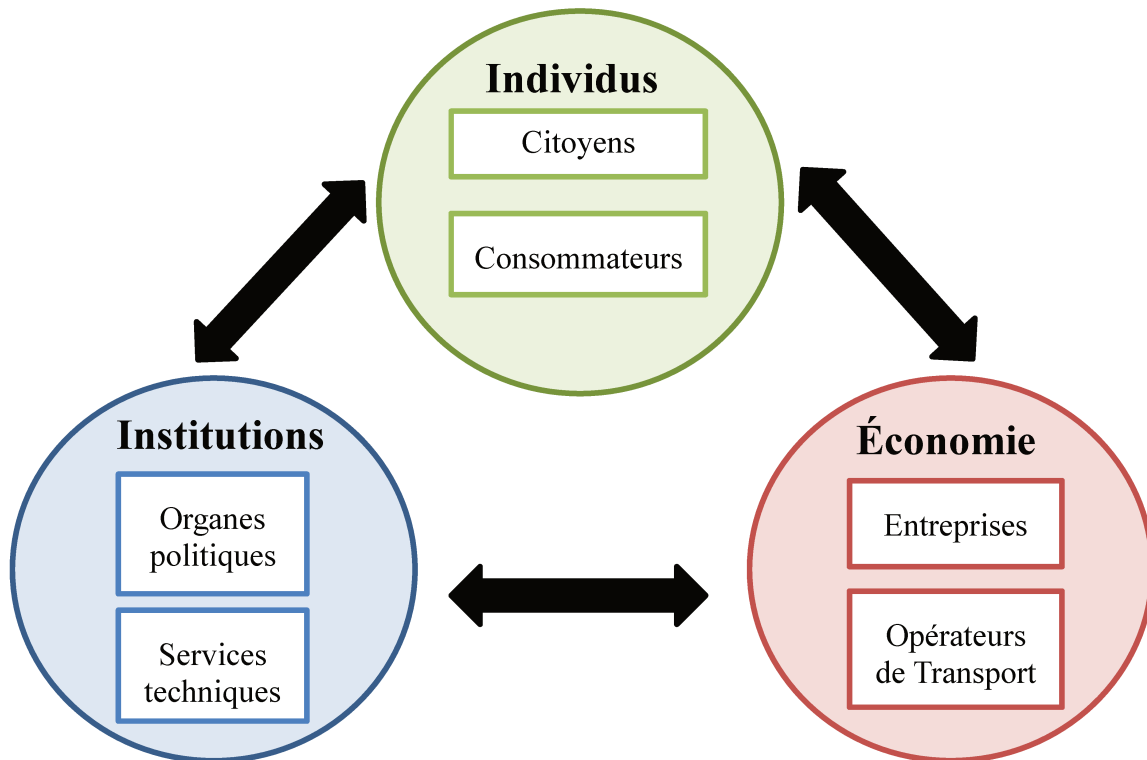 Individus
Citoyens
Consommateurs
Institutions
Organes
politiques
Services
techniques
Économie
Entreprises
Opérateurs
de Transport